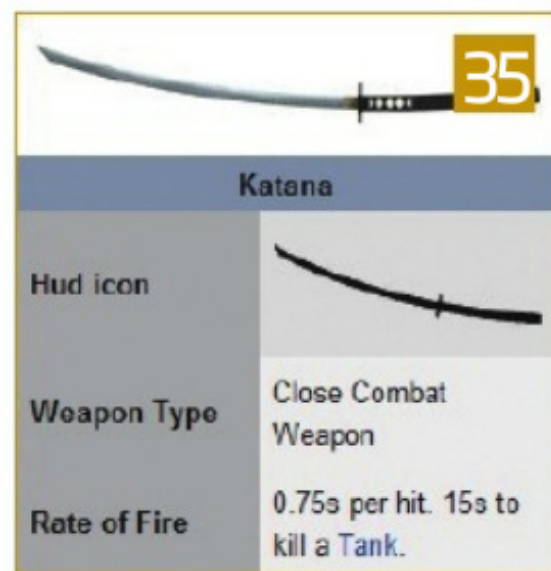 35
Katana
Hud icon
Weapon Type
Close Combat
Weapon
Rate of Fire
0.75s per hit. 15s to
kill a Tank.